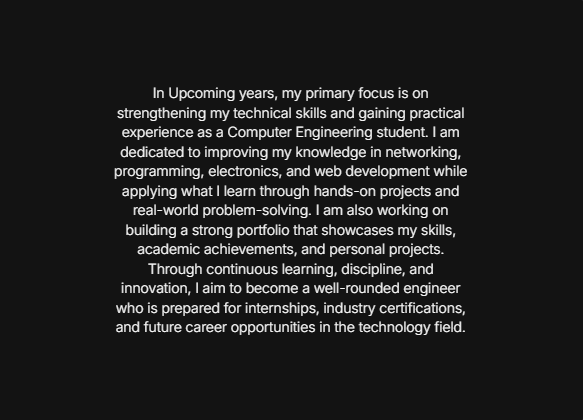 In Upcoming years, my primary focus is on
strengthening my technical skills and gaining practical
experience as a Computer Engineering student. I am
dedicated to improving my knowledge in networking,
programming, electronics, and web development while
applying what I learn through hands-on projects and
real-world problem-solving. I am also working on
building a strong portfolio that showcases my skills,
academic achievements, and personal projects.
Through continuous learning, discipline, and
innovation, I aim to become a well-rounded engineer
who is prepared for internships, industry certifications,
and future career opportunities in the technology field.